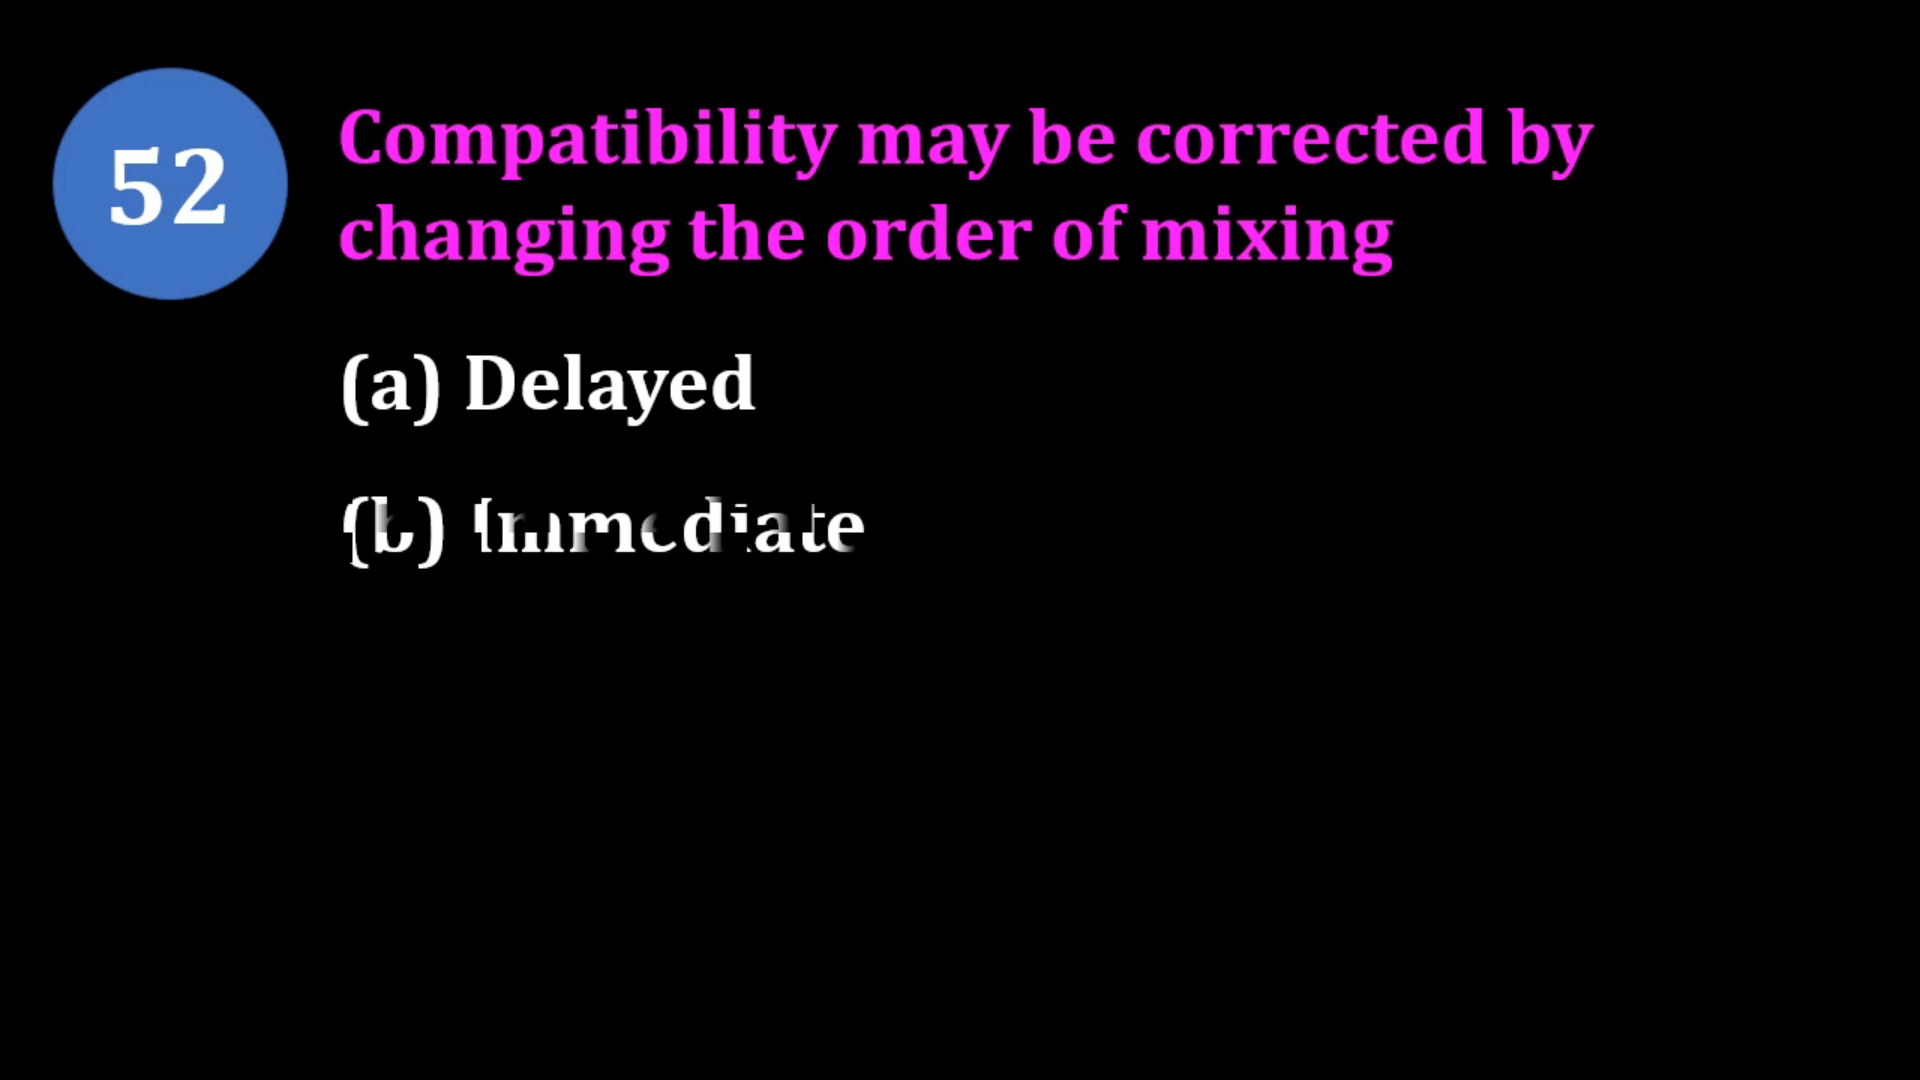 52
Compatibility may be corrected by
changing the order of mixing
(a) Delayed
(b) Immediate